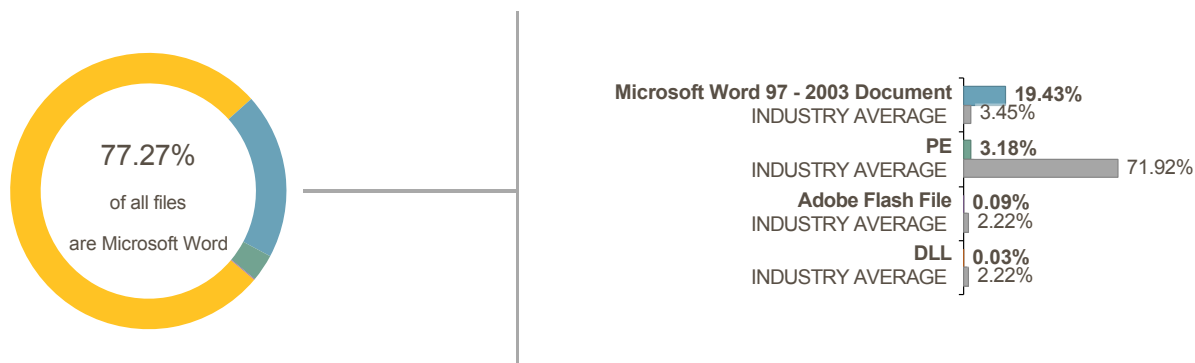 77.27%
of all files
are Microsoft Word
Microsoft Word 97 - 2003 Document 19.43%
INDUSTRY AVERAGE 3.45%
PE 3.18%
INDUSTRY AVERAGE 71.92%
Adobe Flash File 0.09%
INDUSTRY AVERAGE 2.22%
DLL 0.03%
INDUSTRY AVERAGE 2.22%